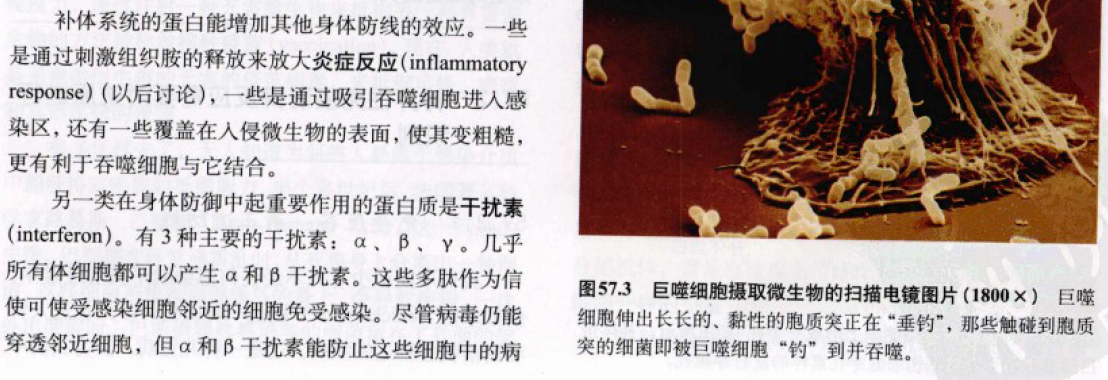 补体系统的蛋白能增加其他身体防线的效应。一些
是通过刺激组织胺的释放来放大炎症反应(inflammatory
response)(以后讨论)，一些是通过吸引吞噬细胞进入感
染区，还有一些覆盖在入侵微生物的表面，使其变粗糙，
更有利于吞噬细胞与它结合。
另一类在身体防御中起重要作用的蛋白质是干扰素
(interferon)。有3种主要的干扰素：α、β、γ。几乎
所有体细胞都可以产生α和β干扰素。这些多肽作为信
使可使受感染细胞邻近的细胞免受感染。尽管病毒仍能
穿透邻近细胞，但α和β干扰素能防止这些细胞中的病
图57.3 巨噬细胞摄取微生物的扫描电镜图片(1800×) 巨噬
细胞伸出长长的、黏性的胞质突正在“垂钓”，那些触碰到胞质
突的细菌即被巨噬细胞“钓”到并吞噬。